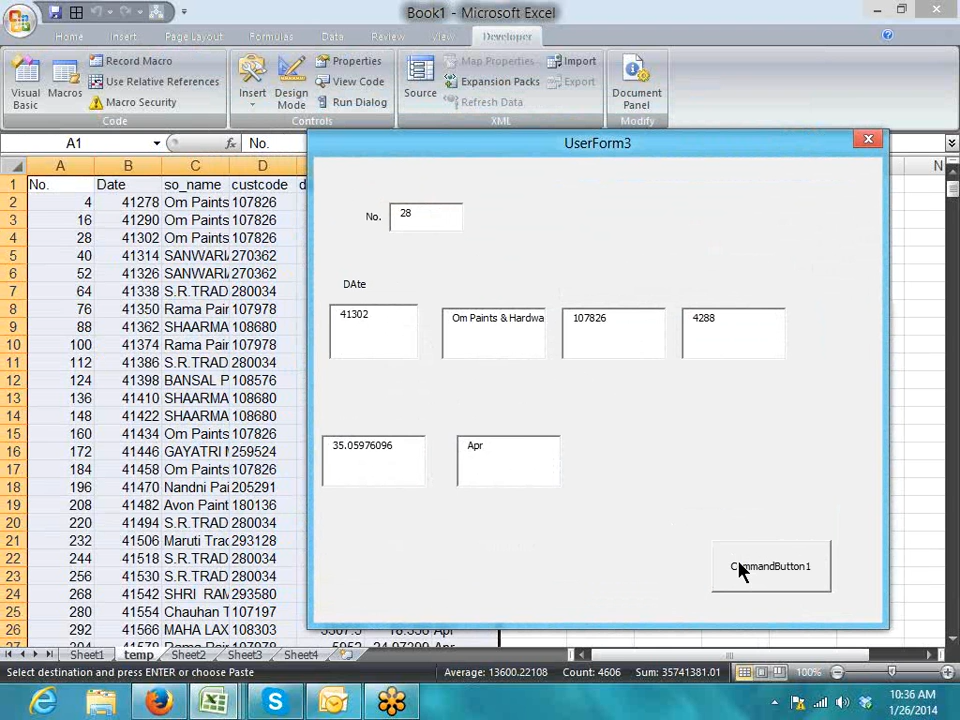 Book1 - Microsoft Excel
Home Insert Page Layout Formulas Data Review View Developer
Visual Basic
Macros
Record Macro
Use Relative References
Macro Security
Code
Insert
Design Mode
Properties
View Code
Run Dialog
Controls
Source
Map Properties
Expansion Packs
Refresh Data
Import
Export
XML
Document Panel
Modify
A1 fx No.
UserForm3
A B C D N
1 No. Date so_name custcode d
2 4 41278 Om Paints 107826
3 16 41290 Om Paints 107826
4 28 41302 Om Paints 107826
5 40 41314 SANWARI 270362
6 52 41326 SANWARI 270362
7 64 41338 S.R.TRAD 280034
8 76 41350 Rama Pair 107978
9 88 41362 SHAARMA 108680
10 100 41374 Rama Pair 107978
11 112 41386 S.R.TRAD 280034
12 124 41398 BANSAL P 108576
13 136 41410 SHAARMA 108680
14 148 41422 SHAARMA 108680
15 160 41434 Om Paints 107826
16 172 41446 GAYATRI 259524
17 184 41458 Om Paints 107826
18 196 41470 Nandni Pai 205291
19 208 41482 Avon Paint 180136
20 220 41494 S.R.TRAD 280034
21 232 41506 Maruti Trac 293128
22 244 41518 S.R.TRAD 280034
23 256 41530 S.R.TRAD 280034
24 268 41542 SHRI RAM 293580
25 280 41554 Chauhan T 107197
26 292 41566 MAHA LAX 108303 Apr
No. 28
DAte
41302 Om Paints & Hardwa 107826 4288
35.05976096 Apr
CommandButton1
Sheet1 temp Sheet2 Sheet3 Sheet4
Select destination and press ENTER or choose Paste Average: 13600.22108 Count: 4606 Sum: 35741381.01 100%
10:36 AM
1/26/2014